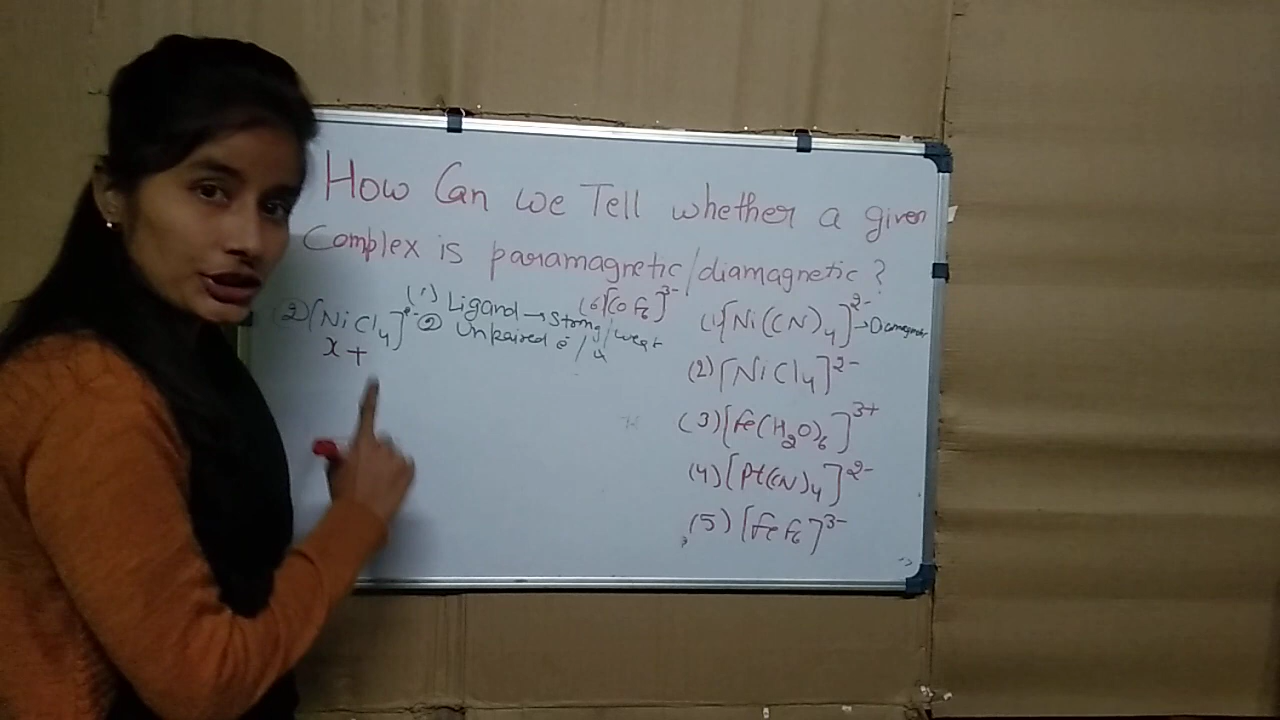 How Can we Tell whether a given
Complex is paramagnetic/diamagnetic?
(1) Ligand → Strong/weak
② Unpaired e⁻/u
(6)[CoF₆]³⁻
(2)[NiCl₄]²⁻
x +
(1)[Ni(CN)₄]²⁻ → Diamagnet
(2)[NiCl₄]²⁻
(3)[Fe(H₂O)₆]³⁺
(4)[Pt(CN)₄]²⁻
(5)[FeF₆]³⁻